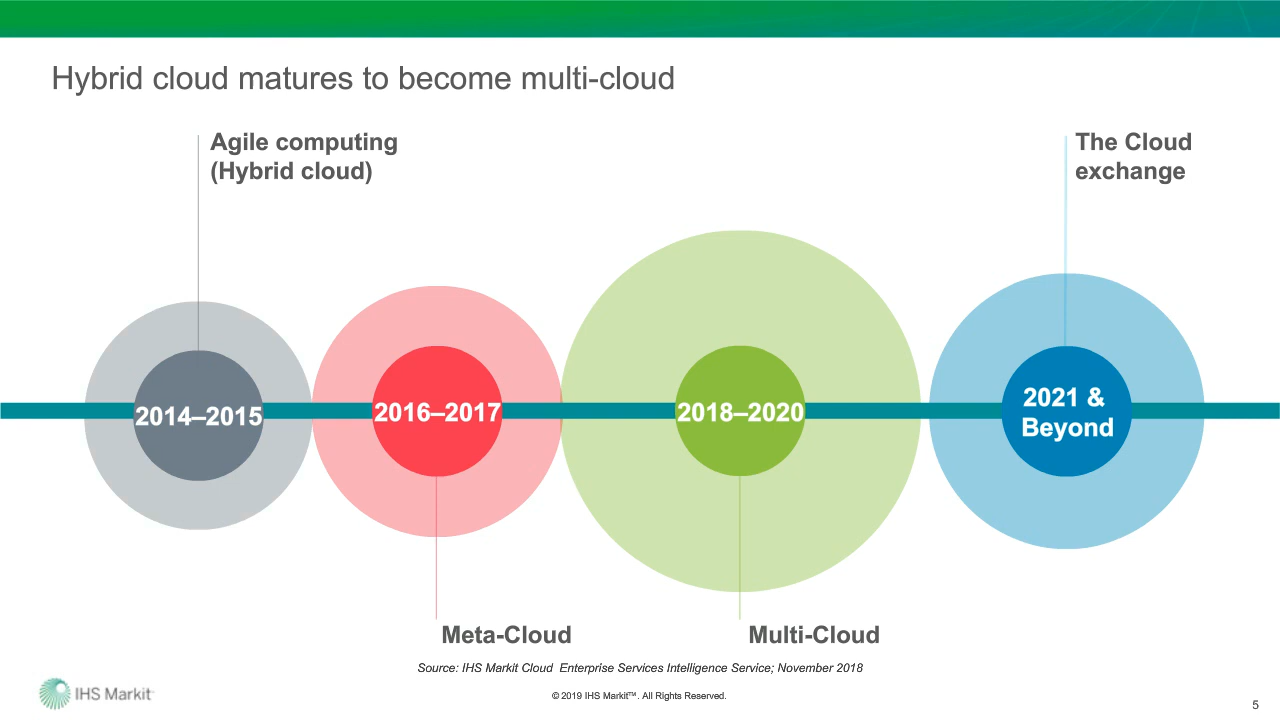 Hybrid cloud matures to become multi-cloud
Agile computing
(Hybrid cloud)
The Cloud
exchange
2014–2015
2016–2017
2018–2020
2021 &
Beyond
Meta-Cloud
Multi-Cloud
Source: IHS Markit Cloud  Enterprise Services Intelligence Service; November 2018
IHS Markit™
© 2019 IHS Markit™. All Rights Reserved.
5